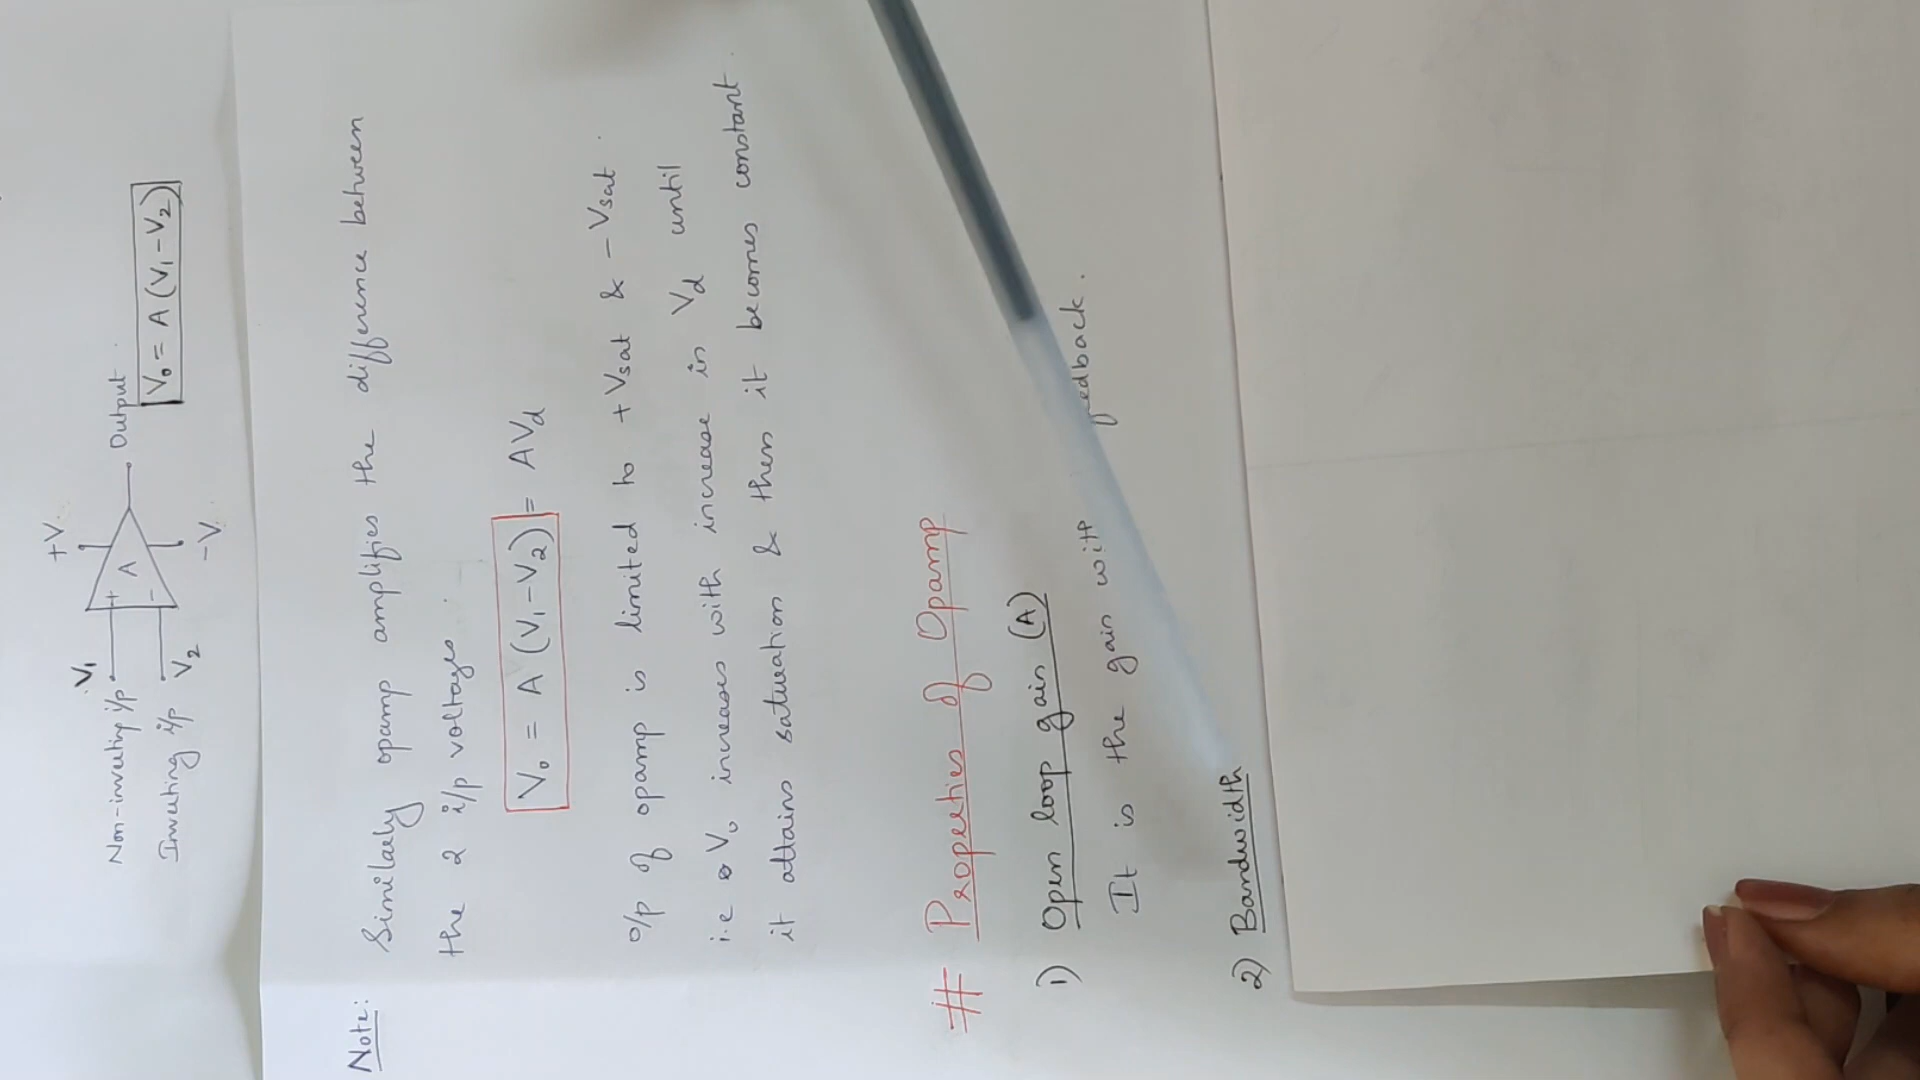 +V
V₁
Non-inverting i/p
+
A
Output
-
Inverting i/p
V₂
-V
V₀ = A (V₁ - V₂)
Note: Similarly opamp amplifies the difference between
the 2 i/p voltages.
V₀ = A (V₁ - V₂) = AVd
o/p of opamp is limited to +Vsat & -Vsat.
i.e V₀ increases with increase in Vd until
it attains saturation & then it becomes constant.
# Properties of Opamp
1) Open loop gain (A)
It is the gain with
2) Bandwidth